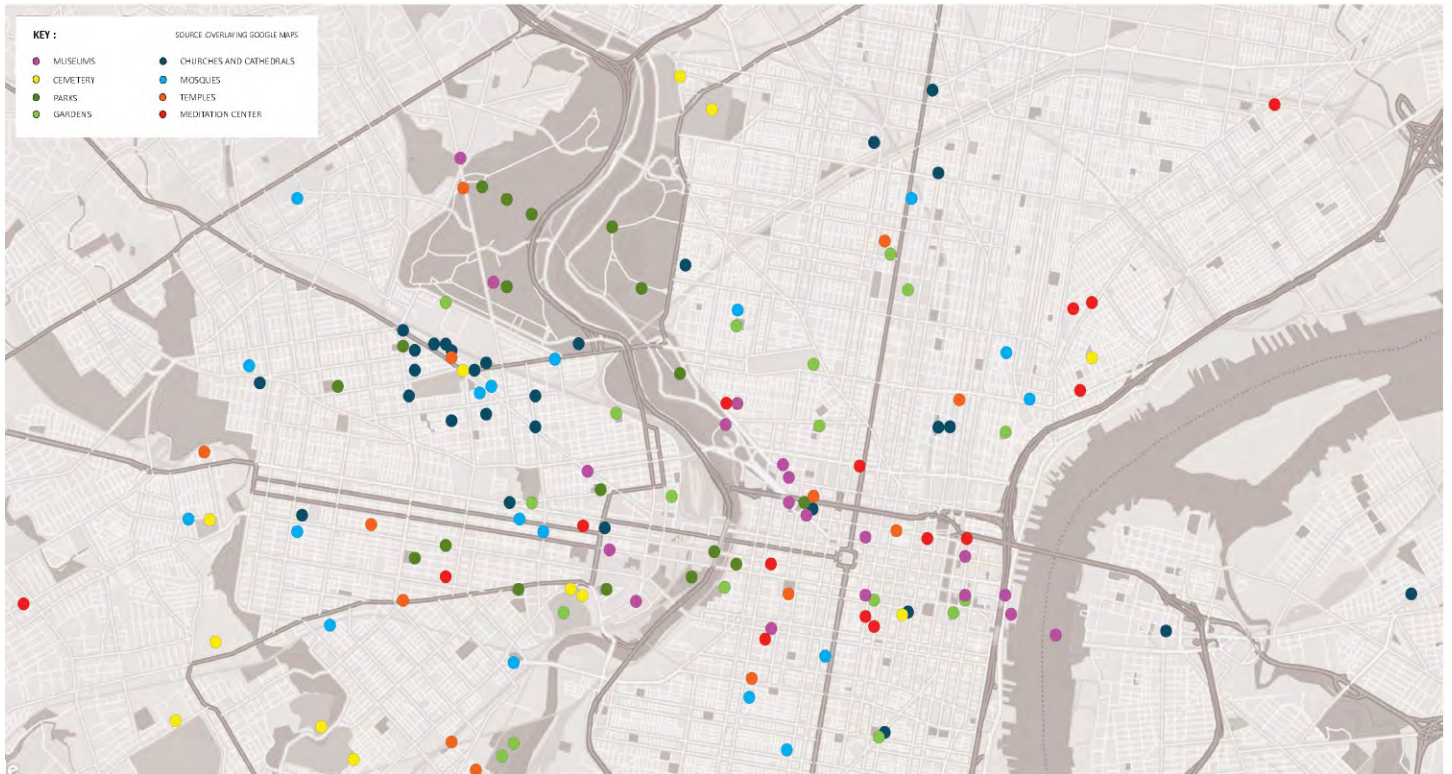 KEY :
SOURCE :OVERLAYING GOOGLE MAPS
MUSEUMS
CEMETERY
PARKS
GARDENS
CHURCHES AND CATHEDRALS
MOSQUES
TEMPLES
MEDITATION CENTER